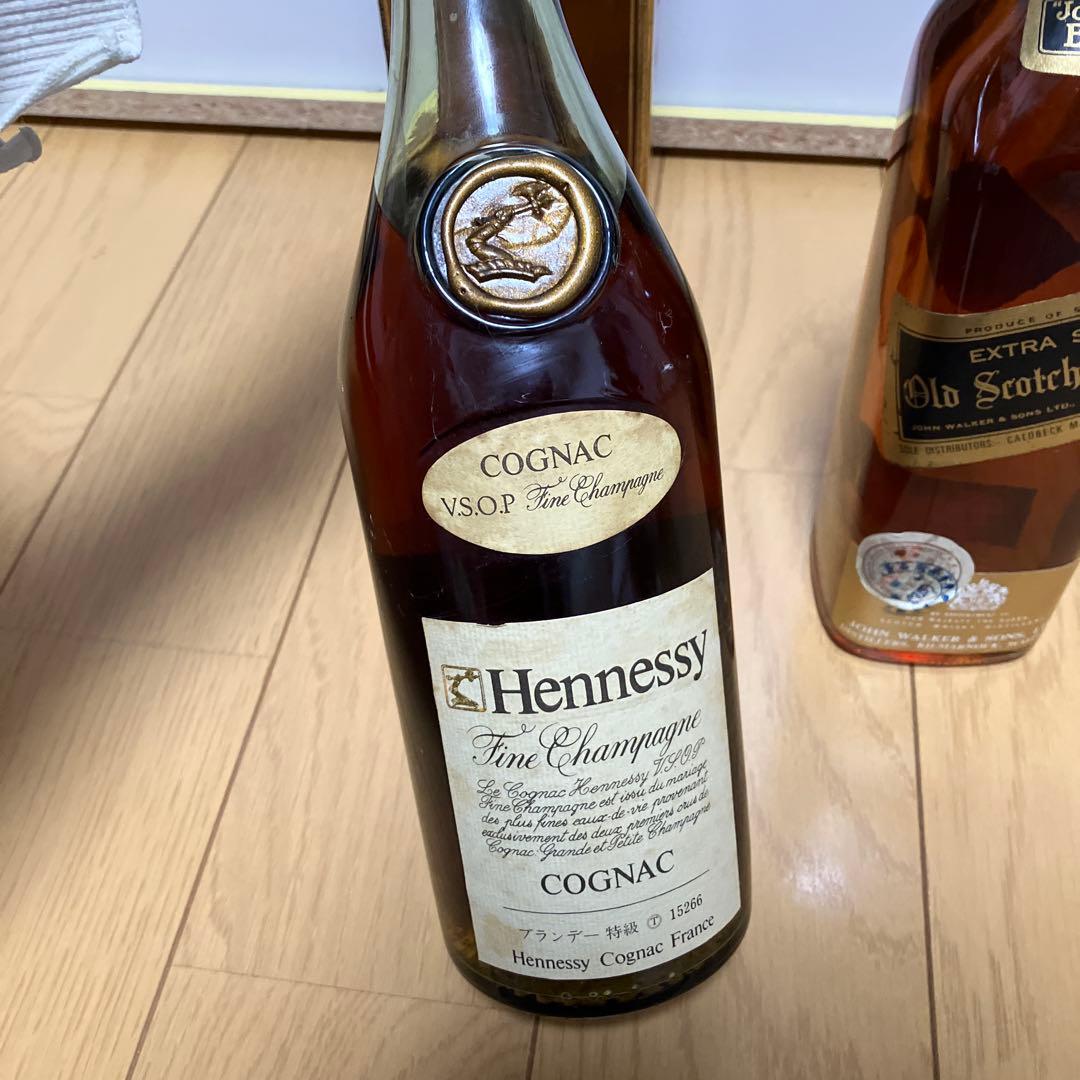 COGNAC
V.S.O.P Fine Champagne
Hennessy
Fine Champagne
Le Cognac Hennessy V.S.O.P
Fine Champagne est issu du mariage
des plus fines eaux-de-vie provenant
exclusivement des deux premiers crus de
Cognac Grande et Petite Champagne
COGNAC
ブランデー 特級 Ⓣ 15266
Hennessy Cognac France
PRODUCE OF
EXTRA
Old Scotch
JOHN WALKER & SONS LTD.,
SOLE DISTRIBUTORS:- CALDBECK
JOHN WALKER & SONS,